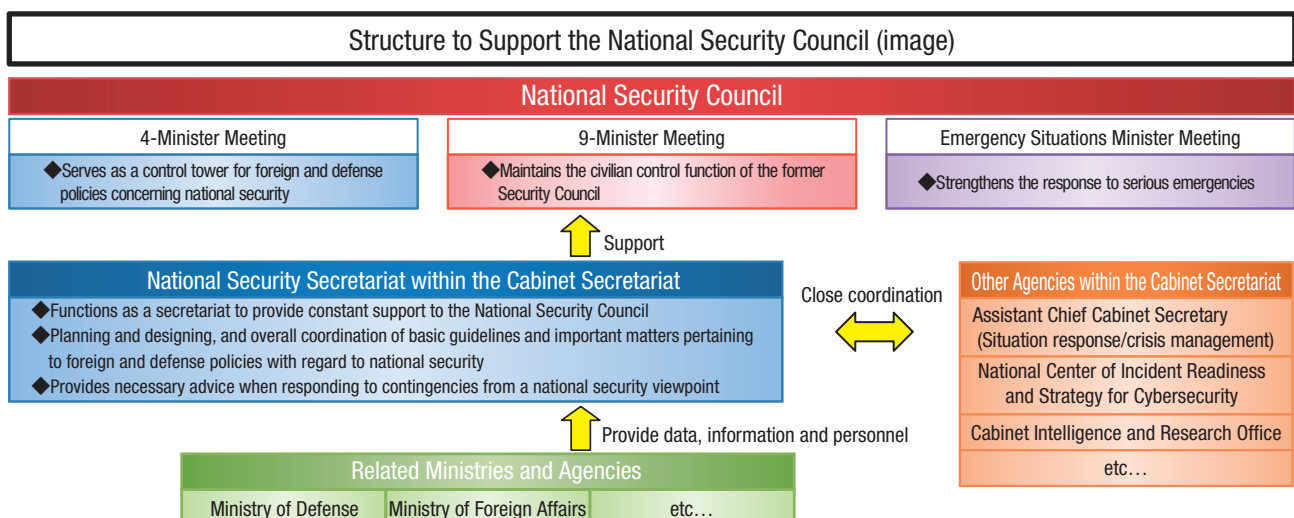 Structure to Support the National Security Council (image)
National Security Council
4-Minister Meeting
◆Serves as a control tower for foreign and defense
policies concerning national security
9-Minister Meeting
◆Maintains the civilian control function of the former
Security Council
Emergency Situations Minister Meeting
◆Strengthens the response to serious emergencies
Support
National Security Secretariat within the Cabinet Secretariat
◆Functions as a secretariat to provide constant support to the National Security Council
◆Planning and designing, and overall coordination of basic guidelines and important matters pertaining
to foreign and defense policies with regard to national security
◆Provides necessary advice when responding to contingencies from a national security viewpoint
Close coordination
Other Agencies within the Cabinet Secretariat
Assistant Chief Cabinet Secretary
(Situation response/crisis management)
National Center of Incident Readiness
and Strategy for Cybersecurity
Cabinet Intelligence and Research Office
etc…
Provide data, information and personnel
Related Ministries and Agencies
Ministry of Defense
Ministry of Foreign Affairs
etc…